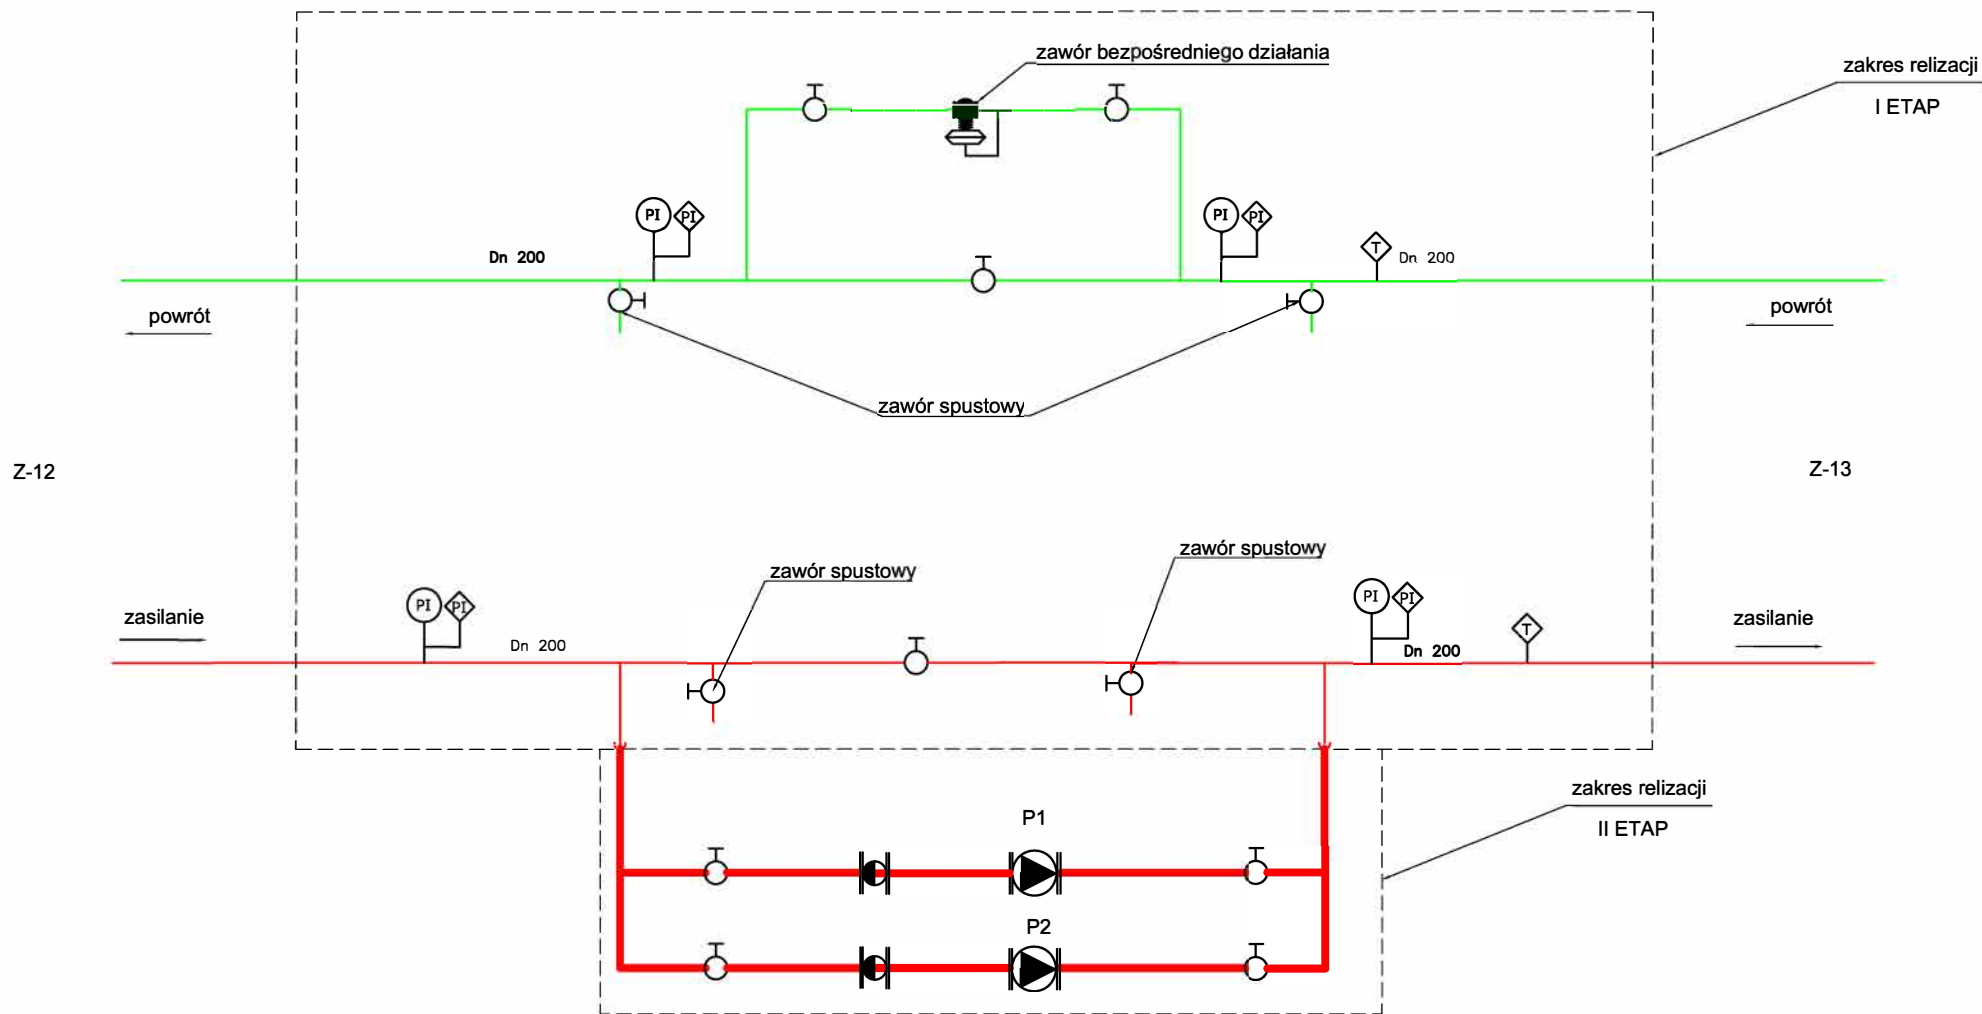 zawór bezpośredniego działania
zakres relizacji
I ETAP
PI PI
PI PI
Dn 200
T
Dn 200
powrót
powrót
zawór spustowy
Z-12
Z-13
zawór spustowy
zawór spustowy
zasilanie
PI PI
Dn 200
PI PI
Dn 200
T
zasilanie
zakres relizacji
II ETAP
P1
P2